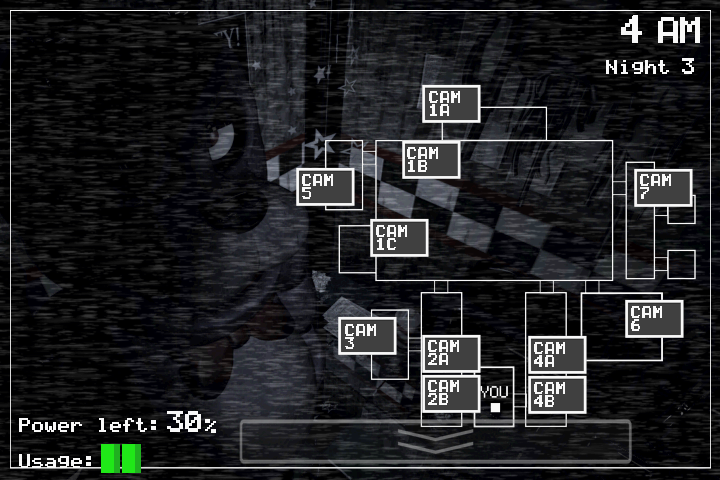 Y!
4 AM
Night 3
CAM 1A
CAM 1B
CAM 5
CAM 7
CAM 1C
CAM 6
CAM 3
CAM 2A
CAM 4A
CAM 2B
YOU
CAM 4B
Power left: 30%
Usage: